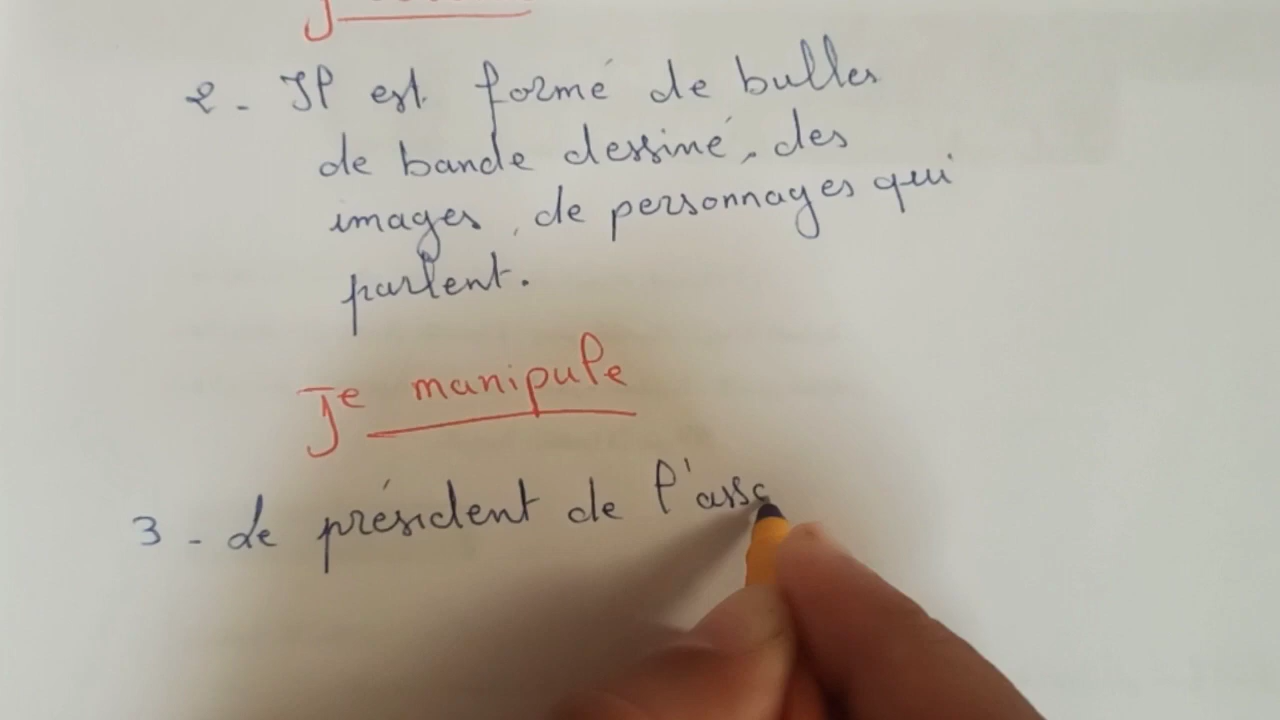 2 - Il est formé de bulles
de bande dessiné, des
images, de personnages qui
parlent.
Je manipule
3 - Le président de l'asso